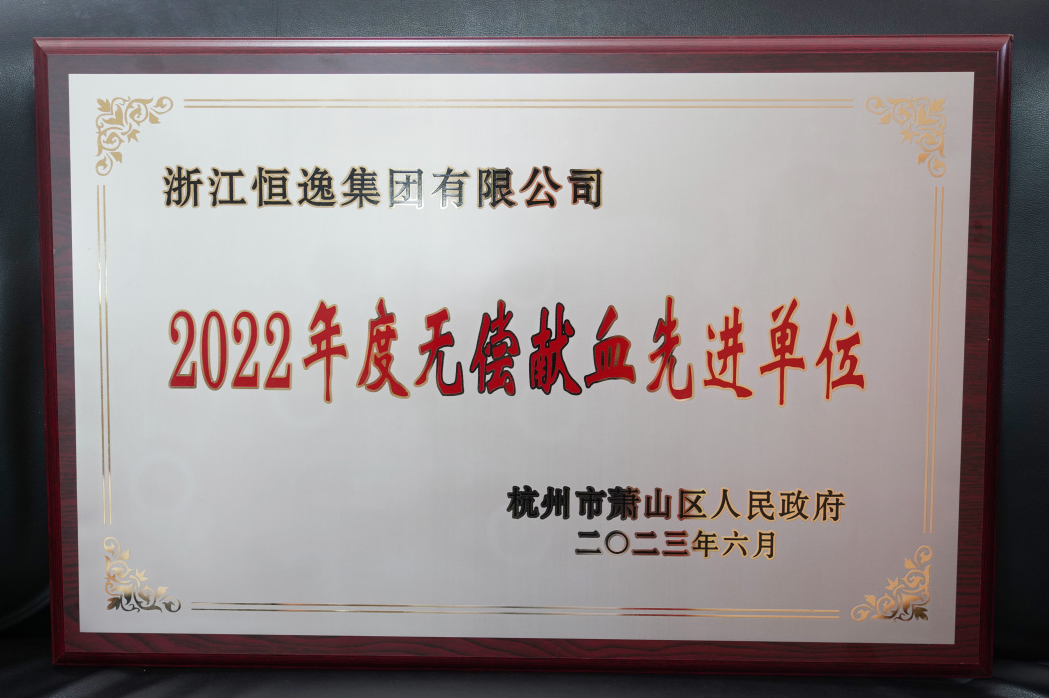 浙江恒逸集团有限公司
2022年度无偿献血先进单位
杭州市萧山区人民政府
二〇二三年六月